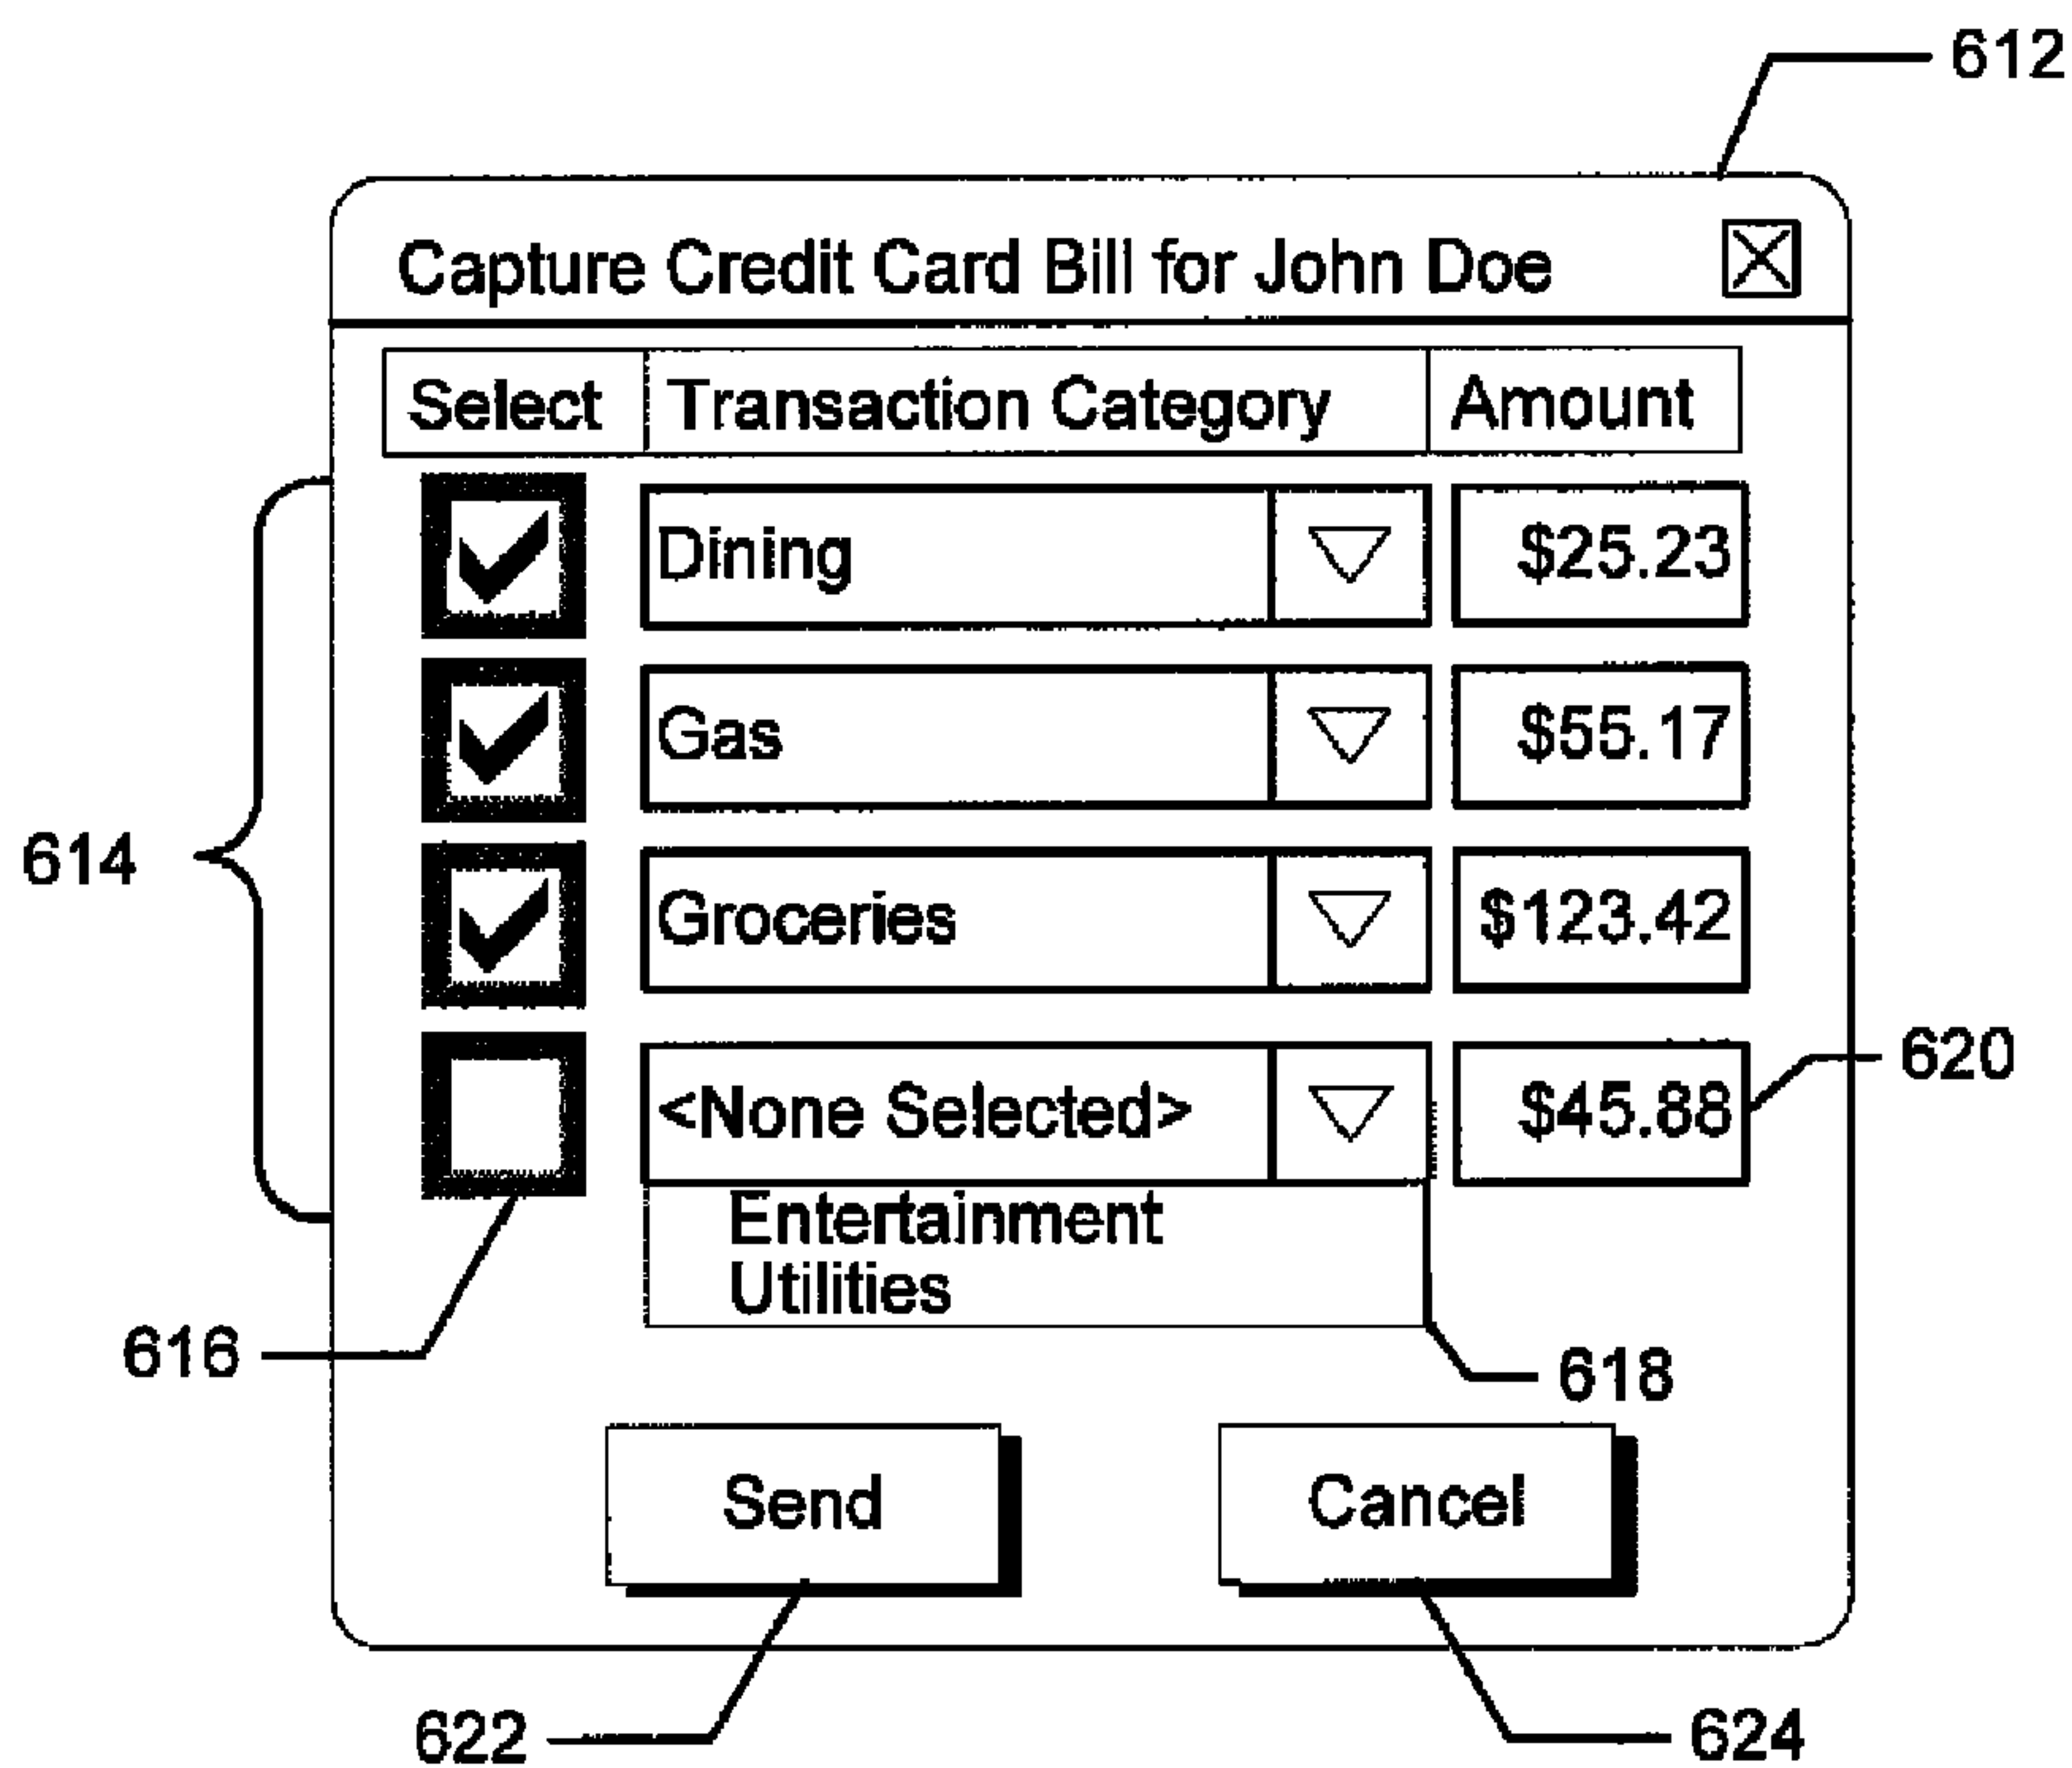 612
Capture Credit Card Bill for John Doe
Select Transaction Category Amount
Dining $25.23
Gas $55.17
614
Groceries $123.42
<None Selected> $45.88
620
Entertainment
Utilities
616
618
Send Cancel
622
624